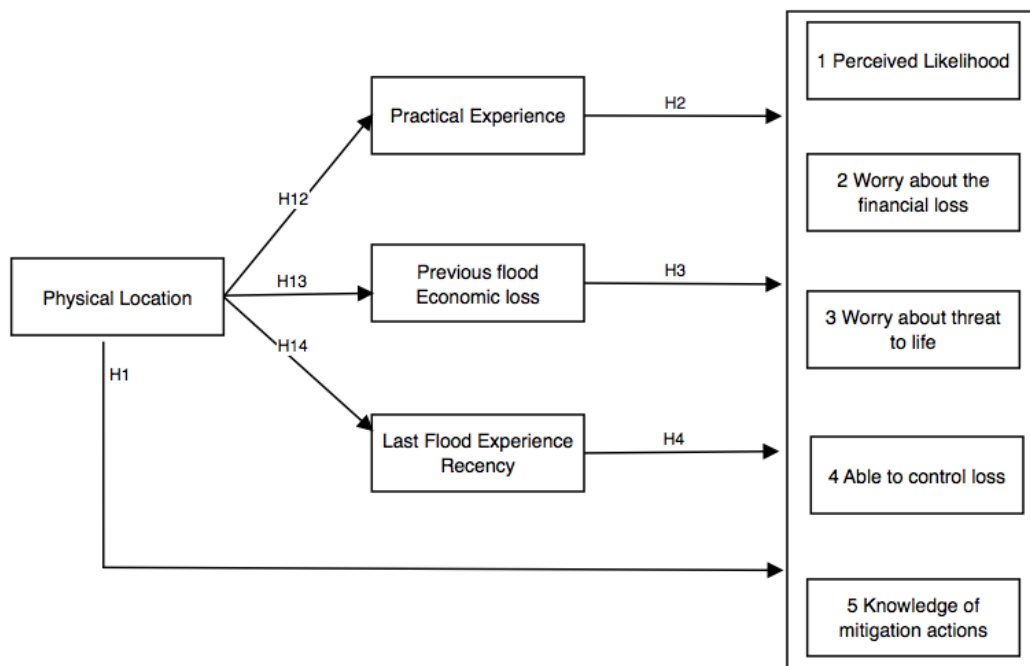 1 Perceived Likelihood
Practical Experience
H2
2 Worry about the
financial loss
H12
Physical Location
H13
Previous flood
Economic loss
H3
3 Worry about threat
to life
H14
H1
Last Flood Experience
Recency
H4
4 Able to control loss
5 Knowledge of
mitigation actions